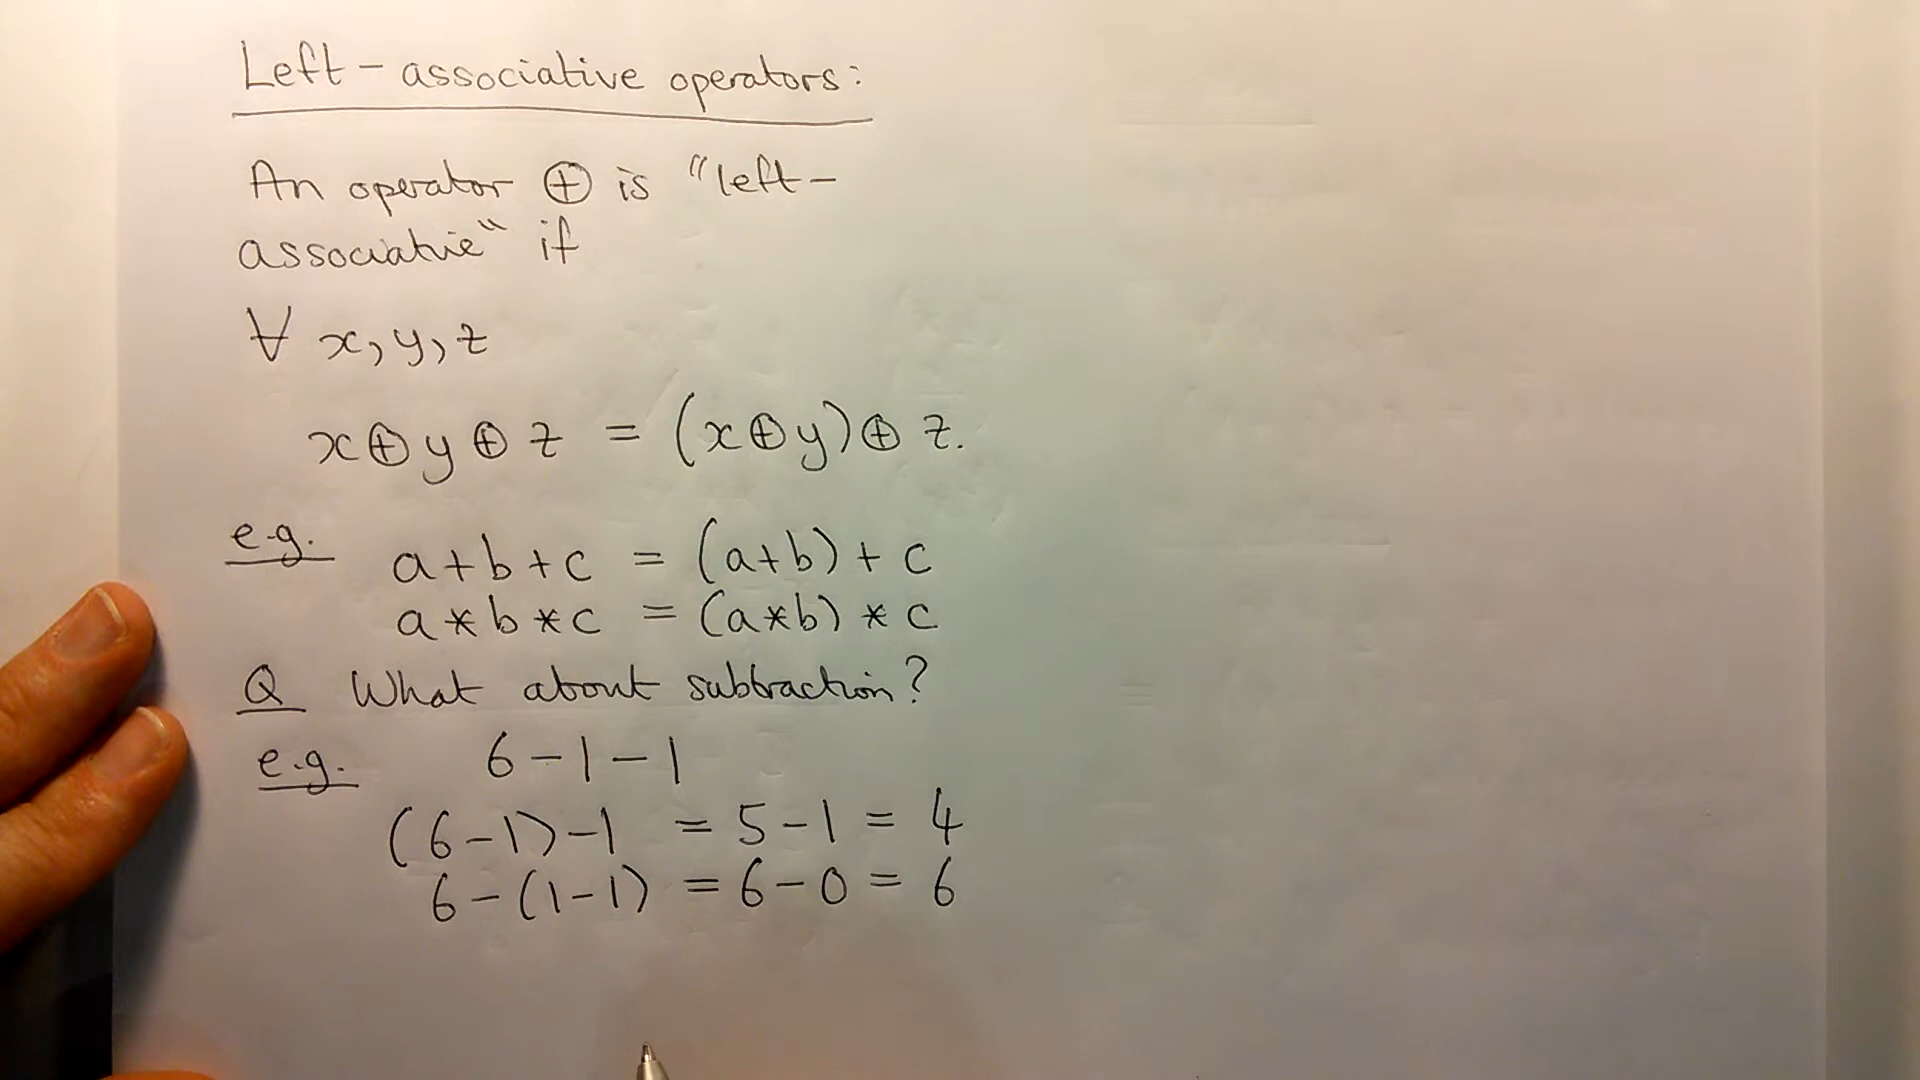 Left-associative operators:
An operator ⊕ is "left-
associative" if
∀ x, y, z
x ⊕ y ⊕ z = (x ⊕ y) ⊕ z.
e.g. a + b + c = (a+b) + c
a * b * c = (a*b) * c
Q What about subtraction?
e.g. 6 - 1 - 1
(6-1)-1 = 5-1 = 4
6-(1-1) = 6-0 = 6